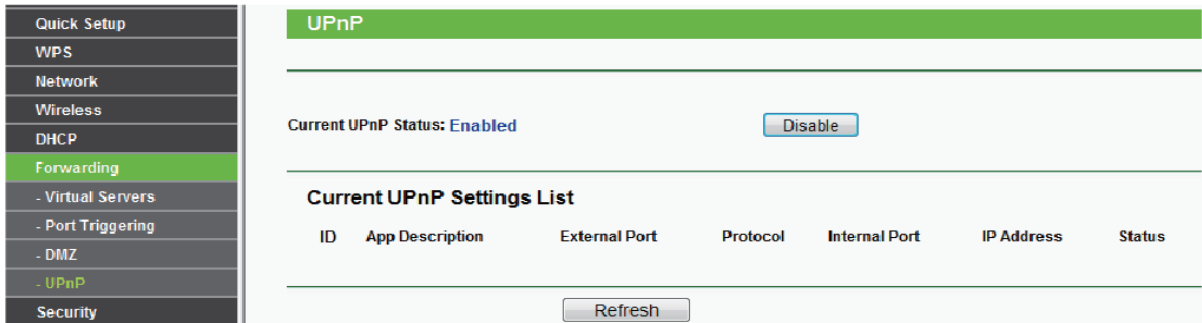 Quick Setup
WPS
Network
Wireless
DHCP
Forwarding
- Virtual Servers
- Port Triggering
- DMZ
- UPnP
Security
UPnP
Current UPnP Status: Enabled
Disable
Current UPnP Settings List
ID App Description External Port Protocol Internal Port IP Address Status
Refresh